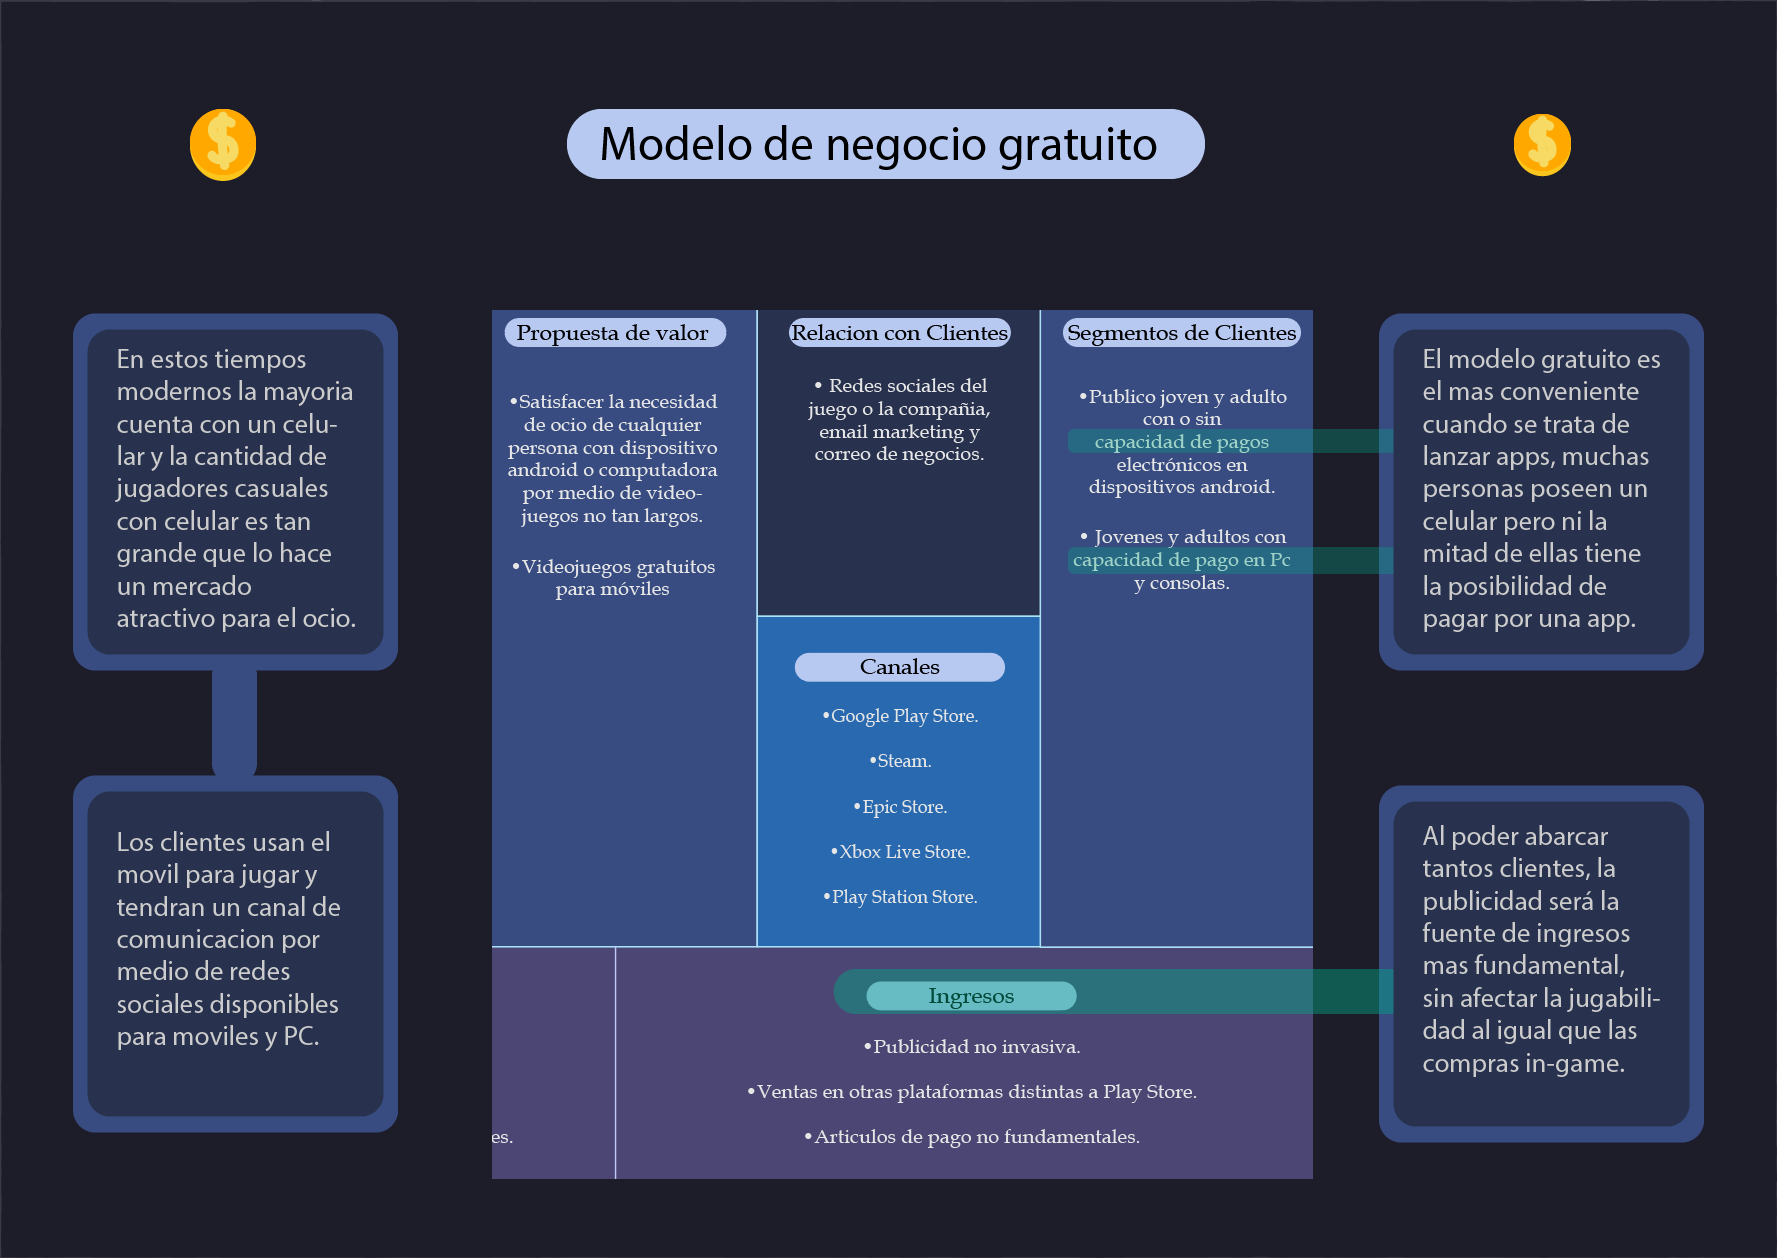 Modelo de negocio gratuito
En estos tiempos
modernos la mayoria
cuenta con un celu-
lar y la cantidad de
jugadores casuales
con celular es tan
grande que lo hace
un mercado
atractivo para el ocio.
Los clientes usan el
movil para jugar y
tendran un canal de
comunicacion por
medio de redes
sociales disponibles
para moviles y PC.
Propuesta de valor
•Satisfacer la necesidad
de ocio de cualquier
persona con dispositivo
android o computadora
por medio de video-
juegos no tan largos.
•Videojuegos gratuitos
para móviles
Relacion con Clientes
• Redes sociales del
juego o la compañia,
email marketing y
correo de negocios.
Canales
•Google Play Store.
•Steam.
•Epic Store.
•Xbox Live Store.
•Play Station Store.
Segmentos de Clientes
•Publico joven y adulto
con o sin
capacidad de pagos
electrónicos en
dispositivos android.
• Jovenes y adultos con
capacidad de pago en Pc
y consolas.
es.
Ingresos
•Publicidad no invasiva.
•Ventas en otras plataformas distintas a Play Store.
•Articulos de pago no fundamentales.
El modelo gratuito es
el mas conveniente
cuando se trata de
lanzar apps, muchas
personas poseen un
celular pero ni la
mitad de ellas tiene
la posibilidad de
pagar por una app.
Al poder abarcar
tantos clientes, la
publicidad será la
fuente de ingresos
mas fundamental,
sin afectar la jugabili-
dad al igual que las
compras in-game.